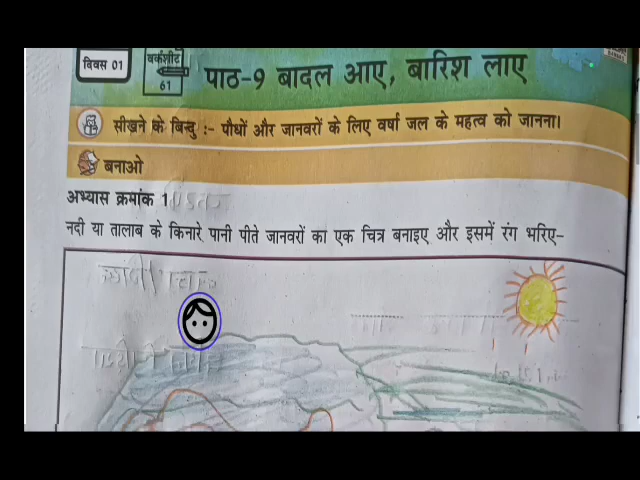 दिवस 01
वर्कशीट
61
पाठ-9 बादल आए, बारिश लाए
सीखने के बिन्दु :- पौधों और जानवरों के लिए वर्षा जल के महत्व को जानना।
बनाओ
अभ्यास क्रमांक 1
नदी या तालाब के किनारे पानी पीते जानवरों का एक चित्र बनाइए और इसमें रंग भरिए-